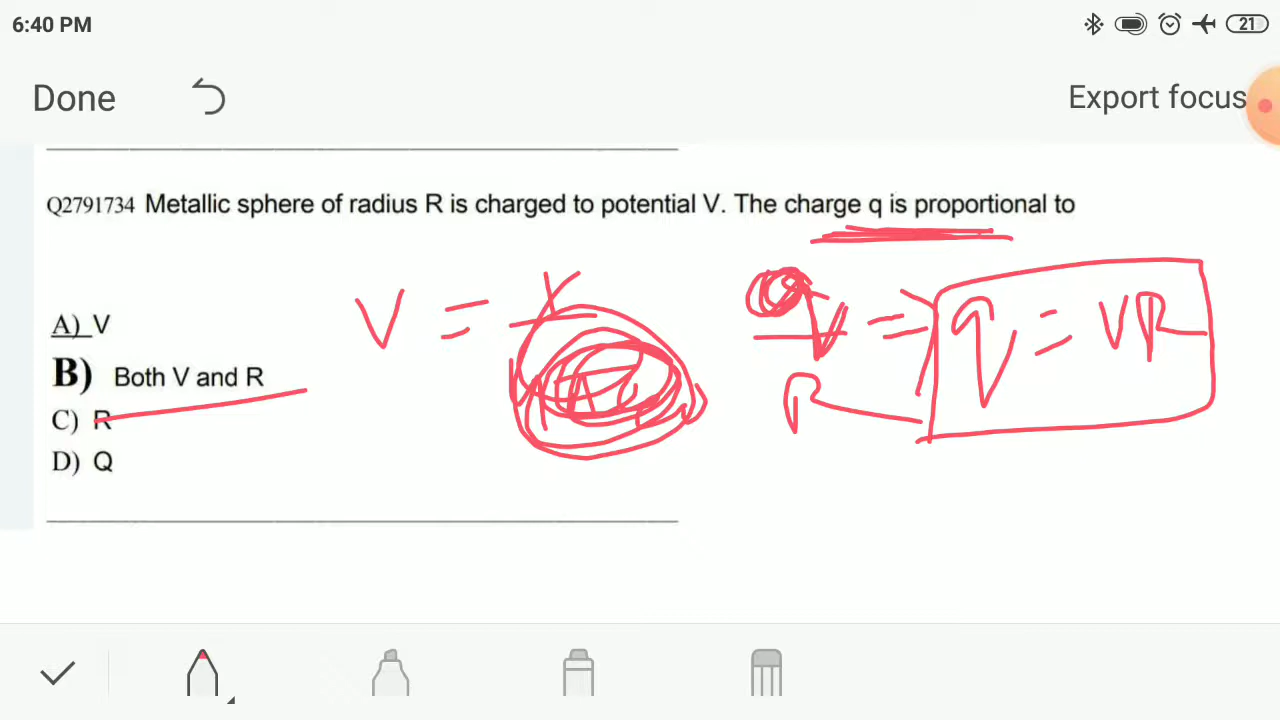 6:40 PM 21
Done Export focus
Q2791734 Metallic sphere of radius R is charged to potential V. The charge q is proportional to
A) V
B) Both V and R
C) R
D) Q
V =
R
q = VR